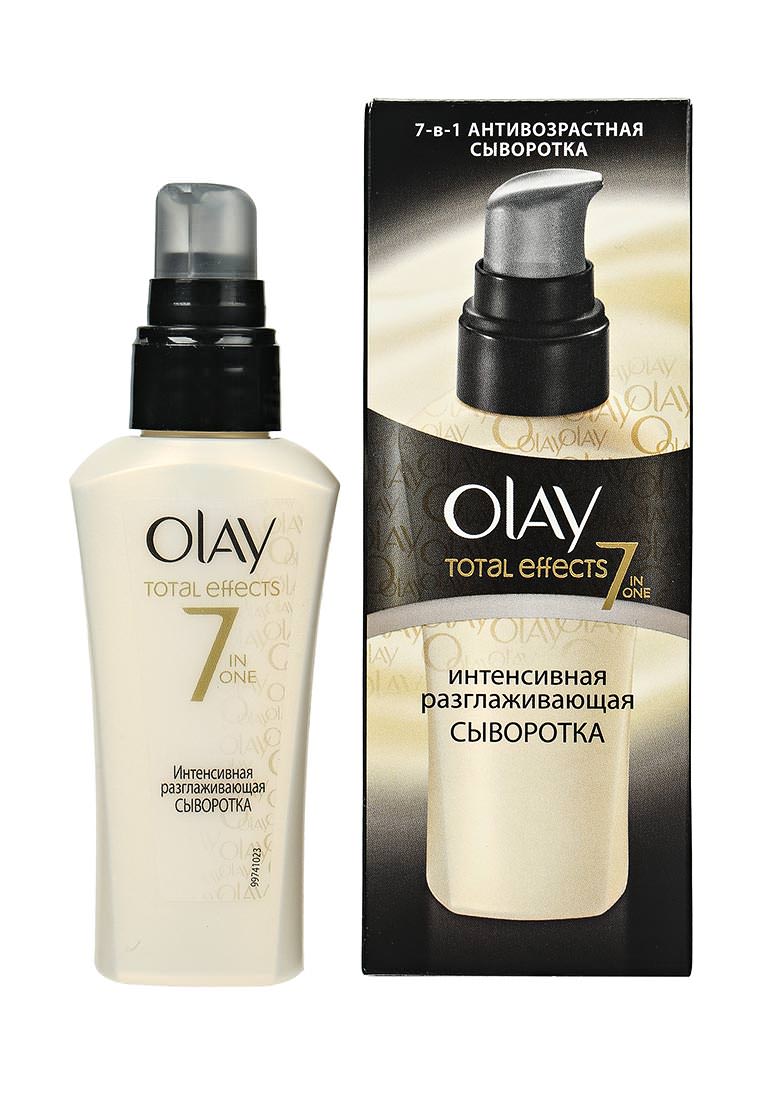 OLAY
TOTAL EFFECTS
7
IN
ONE
Интенсивная
разглаживающая
СЫВОРОТКА
99741023
7-в-1 АНТИВОЗРАСТНАЯ
СЫВОРОТКА
OLAY
TOTAL EFFECTS 7
IN
ONE
интенсивная
разглаживающая
СЫВОРОТКА